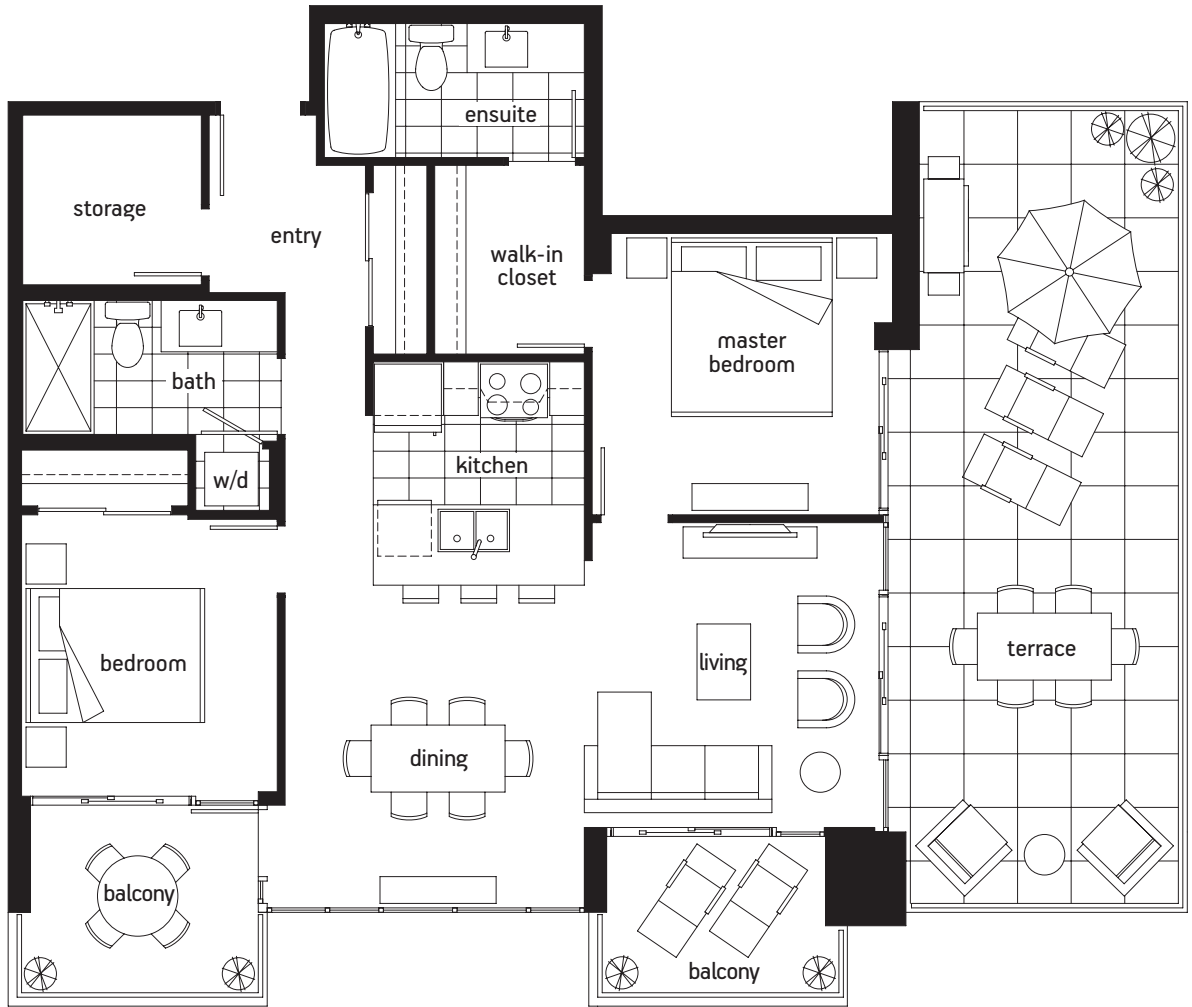 ensuite
storage
entry
walk-in
closet
master
bedroom
bath
kitchen
w/d
bedroom
living
terrace
dining
balcony
balcony